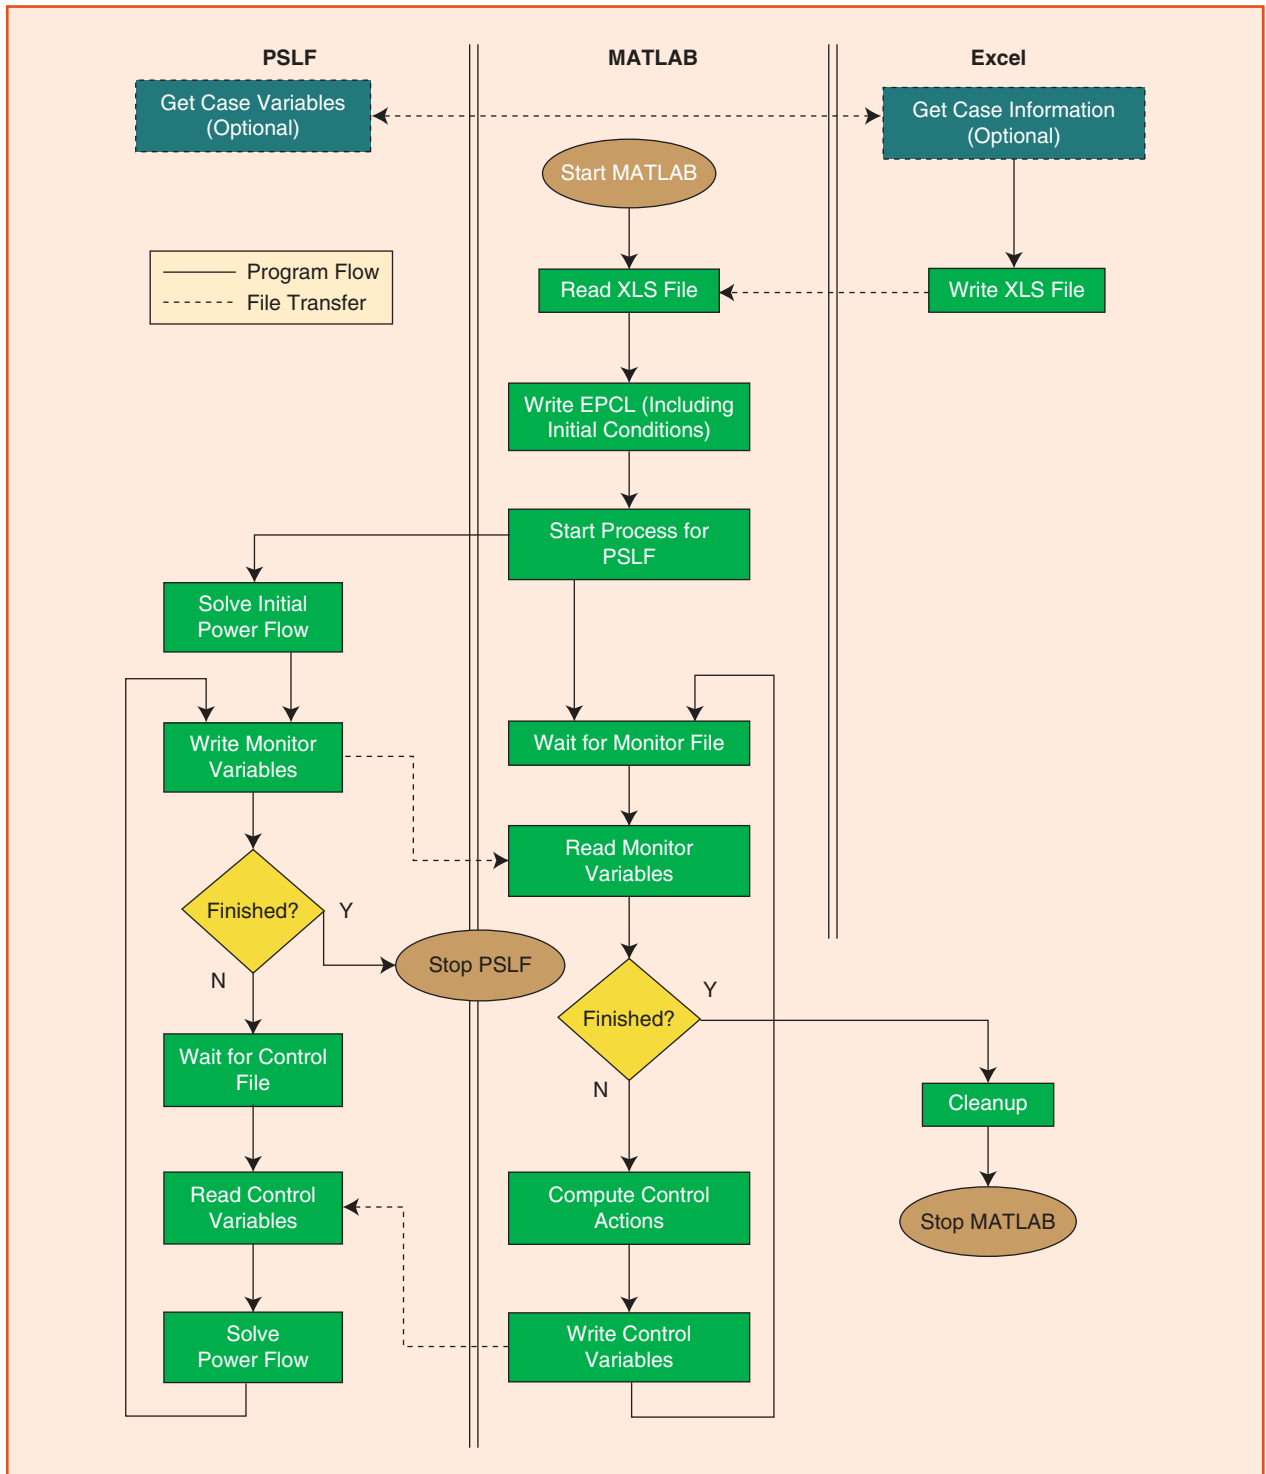 PSLF
MATLAB
Excel
Get Case Variables
(Optional)
Get Case Information
(Optional)
Start MATLAB
Program Flow
File Transfer
Read XLS File
Write XLS File
Write EPCL (Including
Initial Conditions)
Start Process for
PSLF
Solve Initial
Power Flow
Write Monitor
Variables
Wait for Monitor File
Read Monitor
Variables
Finished?
Y
N
Stop PSLF
Finished?
Y
N
Wait for Control
File
Cleanup
Read Control
Variables
Compute Control
Actions
Stop MATLAB
Solve
Power Flow
Write Control
Variables